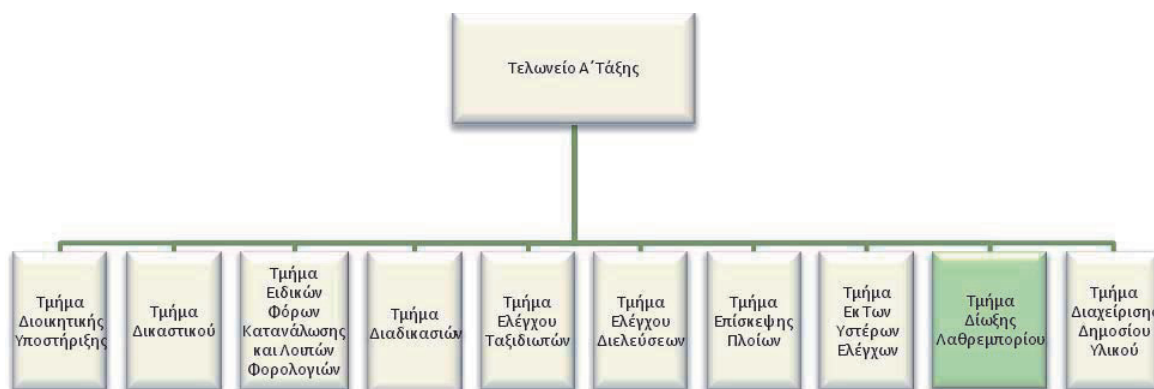 Τελωνείο Α΄Τάξης
Τμήμα
Διοικητικής
Υποστήριξης
Τμήμα
Δικαστικού
Τμήμα
Ειδικών
Φόρων
Κατανάλωσης
και Λοιπών
Φορολογιών
Τμήμα
Διαδικασιών
Τμήμα
Ελέγχου
Ταξιδιωτών
Τμήμα
Ελέγχου
Διελεύσεων
Τμήμα
Επίσκεψης
Πλοίων
Τμήμα
Εκ Των
Υστέρων
Ελέγχων
Τμήμα
Δίωξης
Λαθρεμπορίου
Τμήμα
Διαχείρισης
Δημοσίου
Υλικού